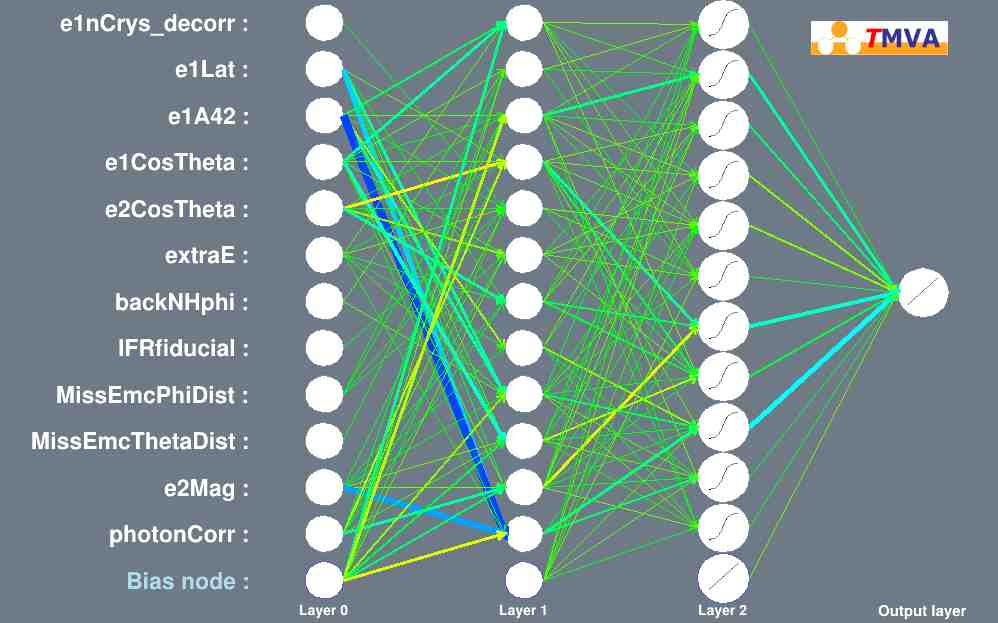 e1nCrys_decorr :
TMVA
e1Lat :
e1A42 :
e1CosTheta :
e2CosTheta :
extraE :
backNHphi :
IFRfiducial :
MissEmcPhiDist :
MissEmcThetaDist :
e2Mag :
photonCorr :
Bias node :
Layer 0 Layer 1 Layer 2 Output layer